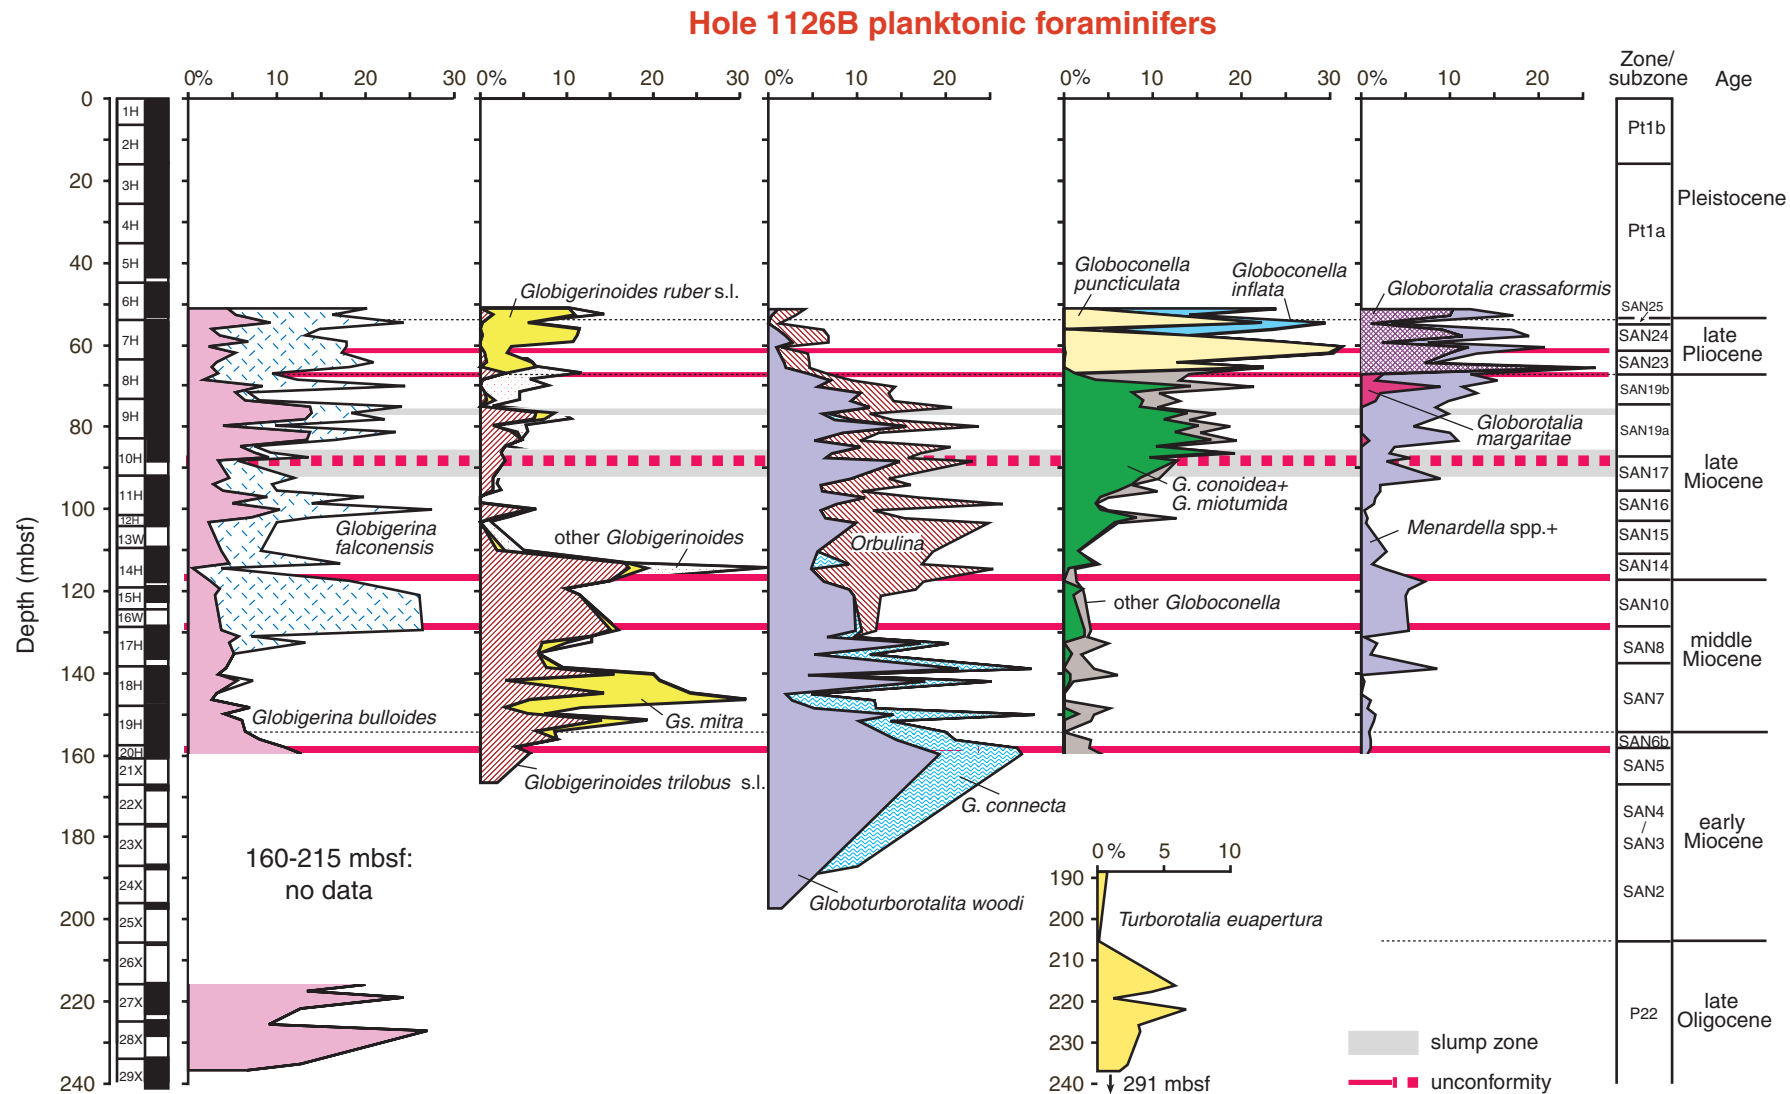 Hole 1126B planktonic foraminifers
Zone/
subzone
Age
0% 10 20 30
0% 10 20 30
0% 10 20
0% 10 20 30
0% 10 20
Depth (mbsf)
0
20
40
60
80
100
120
140
160
180
200
220
240
1H
2H
3H
4H
5H
6H
7H
8H
9H
10H
11H
12H
13W
14H
15H
16W
17H
18H
19H
20H
21X
22X
23X
24X
25X
26X
27X
28X
29X
Globigerina
falconensis
Globigerina bulloides
160-215 mbsf:
no data
Globigerinoides ruber s.l.
other Globigerinoides
Gs. mitra
Globigerinoides trilobus s.l.
Orbulina
G. connecta
Globoturborotalita woodi
Globoconella
puncticulata
Globoconella
inflata
G. conoidea+
G. miotumida
other Globoconella
Globorotalia crassaformis
Globorotalia
margaritae
Menardella spp.+
0 % 5 10
190
200
210
220
230
240
Turborotalia euapertura
291 mbsf
slump zone
unconformity
Pt1b
Pt1a
SAN25
SAN24
SAN23
SAN19b
SAN19a
SAN17
SAN16
SAN15
SAN14
SAN10
SAN8
SAN7
SAN6b
SAN5
SAN4
/
SAN3
SAN2
P22
Pleistocene
late
Pliocene
late
Miocene
middle
Miocene
early
Miocene
late
Oligocene